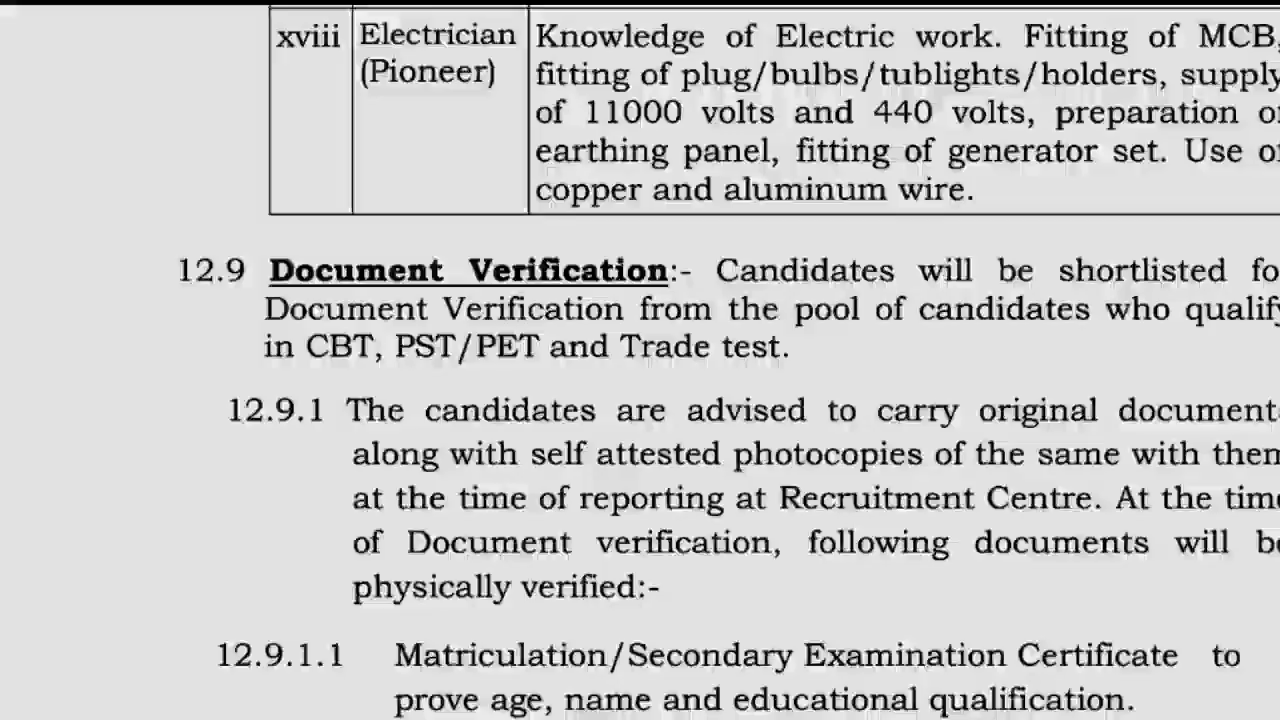 xviii Electrician Knowledge of Electric work. Fitting of MCB,
(Pioneer) fitting of plug/bulbs/tublights/holders, supply
of 11000 volts and 440 volts, preparation of
earthing panel, fitting of generator set. Use of
copper and aluminum wire.
12.9 Document Verification:- Candidates will be shortlisted fo
Document Verification from the pool of candidates who qualify
in CBT, PST/PET and Trade test.
12.9.1 The candidates are advised to carry original document
along with self attested photocopies of the same with them
at the time of reporting at Recruitment Centre. At the time
of Document verification, following documents will be
physically verified:-
12.9.1.1 Matriculation/Secondary Examination Certificate to
prove age, name and educational qualification.